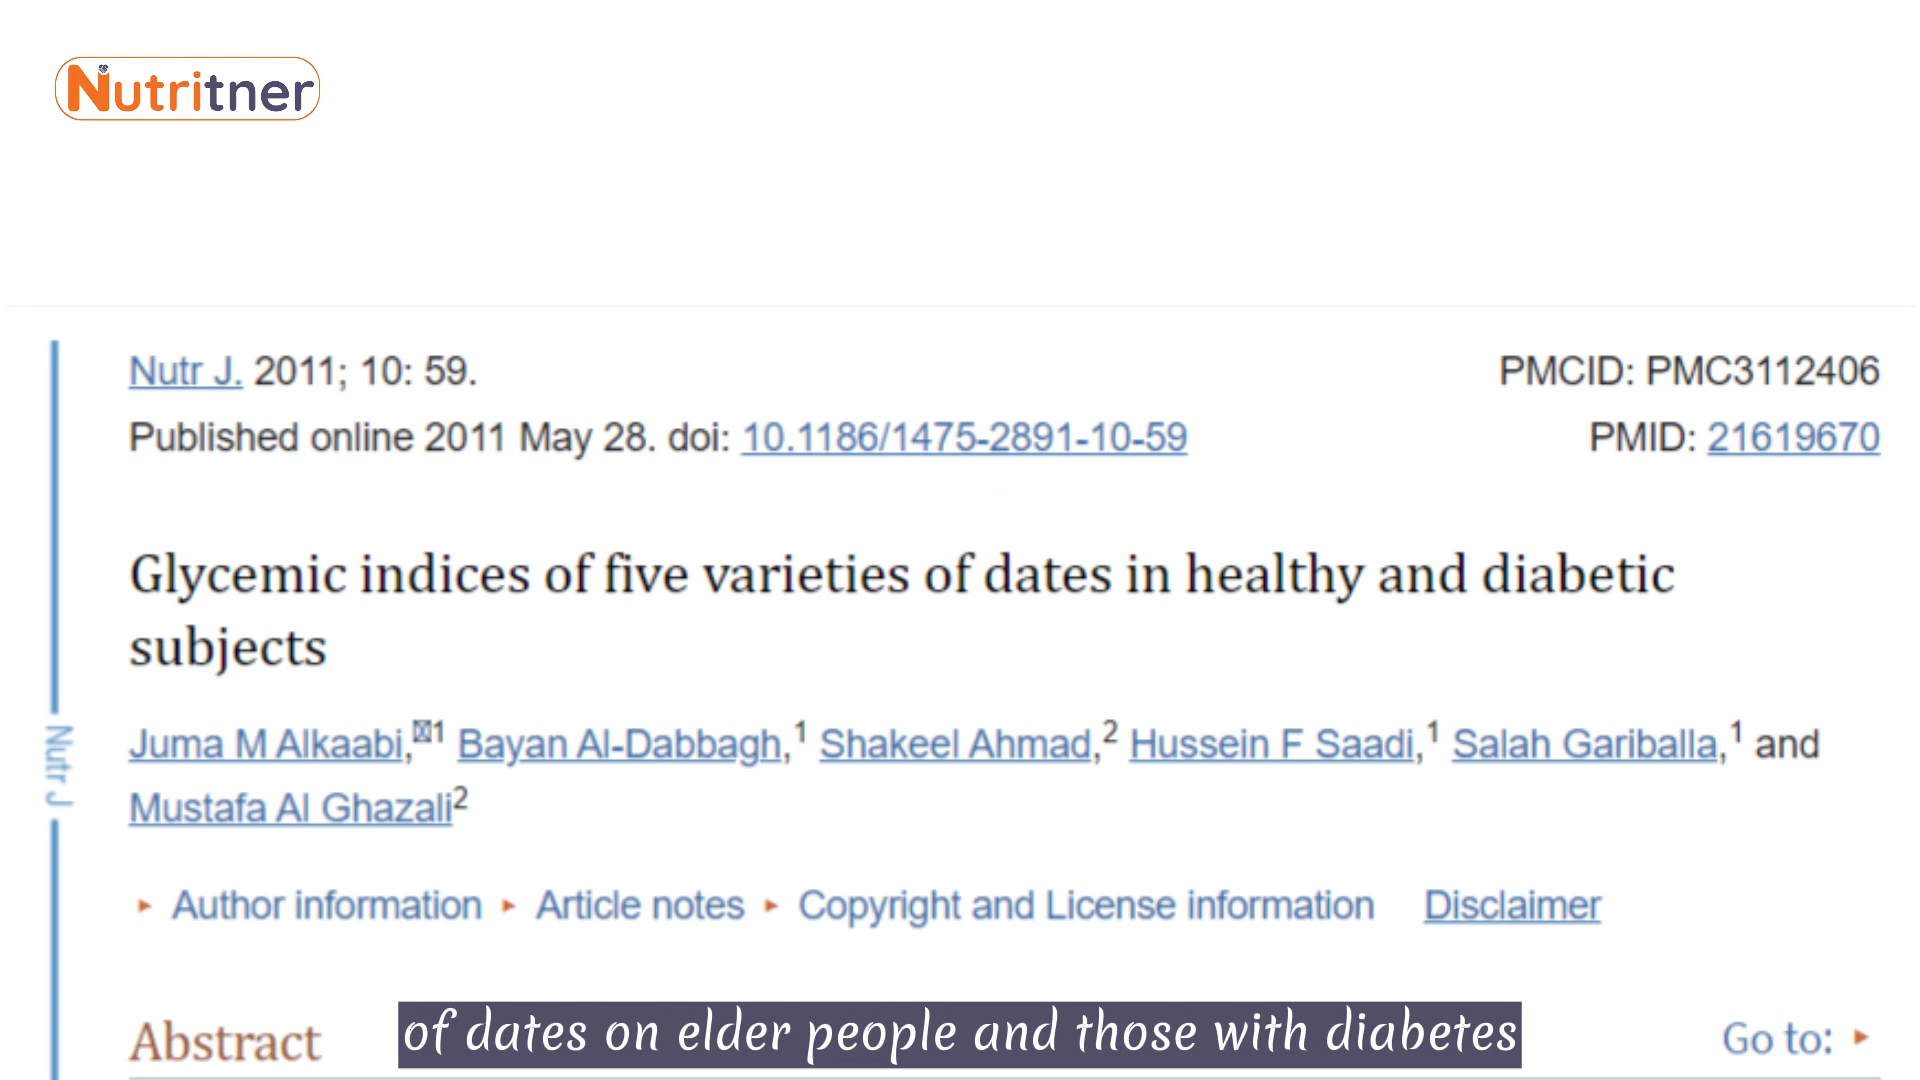 Nutritner
Nutr J. 2011; 10: 59.
PMCID: PMC3112406
Published online 2011 May 28. doi: 10.1186/1475-2891-10-59
PMID: 21619670
Glycemic indices of five varieties of dates in healthy and diabetic
subjects
Juma M Alkaabi,✉1 Bayan Al-Dabbagh,1 Shakeel Ahmad,2 Hussein F Saadi,1 Salah Gariballa,1 and
Mustafa Al Ghazali2
Nutr J
▸ Author information ▸ Article notes ▸ Copyright and License information Disclaimer
Abstract
Go to: ▸
of dates on elder people and those with diabetes